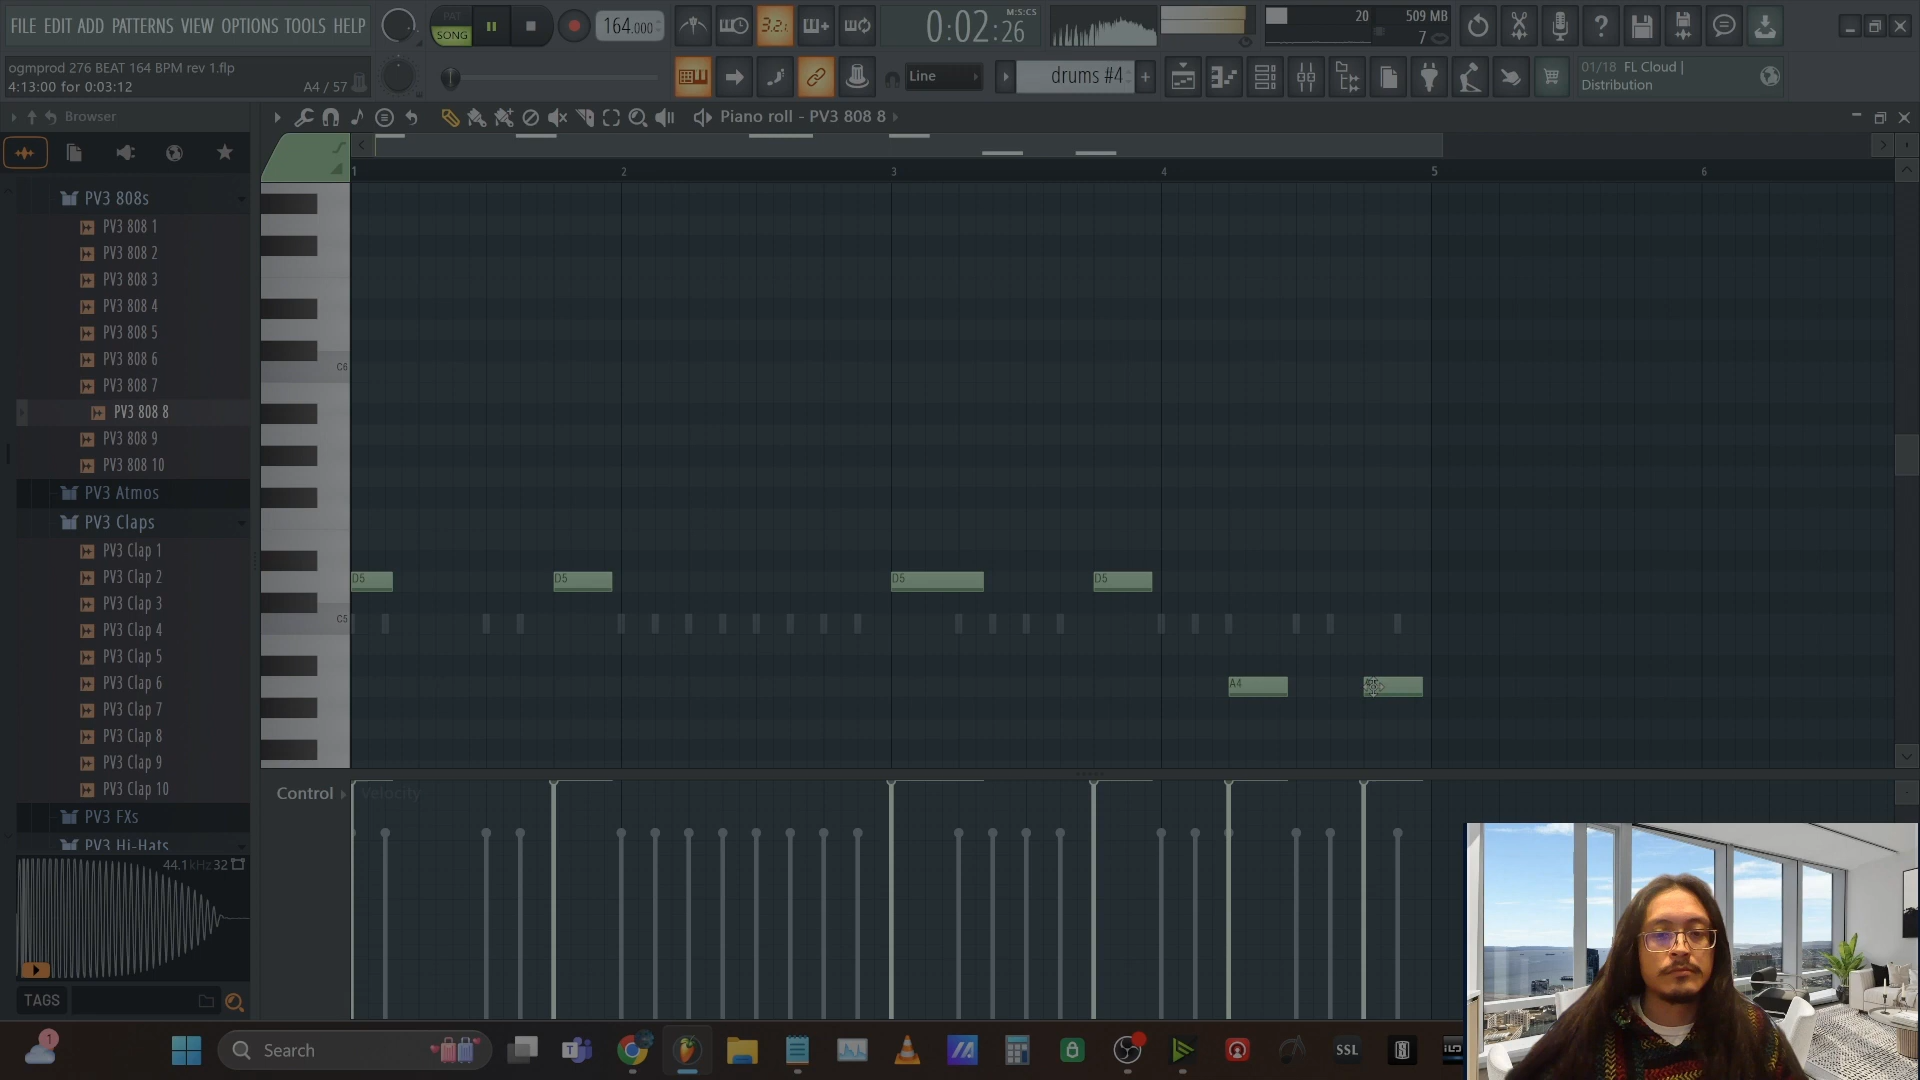 FILE EDIT ADD PATTERNS VIEW OPTIONS TOOLS HELP
ogmprod 276 BEAT 164 BPM rev 1.flp
4:13:00 for 0:03:12
A4 / 57
PAT
SONG
164.000
3.2.
0:02:26
M:S:CS
20
509 MB
7
Line
drums #4
01/18 FL Cloud |
Distribution
Browser
Piano roll - PV3 808 8
1 2 3 4 5 6
PV3 808s
PV3 808 1
PV3 808 2
PV3 808 3
PV3 808 4
PV3 808 5
PV3 808 6
PV3 808 7
PV3 808 8
PV3 808 9
PV3 808 10
PV3 Atmos
PV3 Claps
PV3 Clap 1
PV3 Clap 2
PV3 Clap 3
PV3 Clap 4
PV3 Clap 5
PV3 Clap 6
PV3 Clap 7
PV3 Clap 8
PV3 Clap 9
PV3 Clap 10
PV3 FXs
PV3 Hi-Hats
44.1kHz 32
TAGS
C6
D5 D5 D5 D5
C5
A4
Control
Velocity
1
Search
SSL